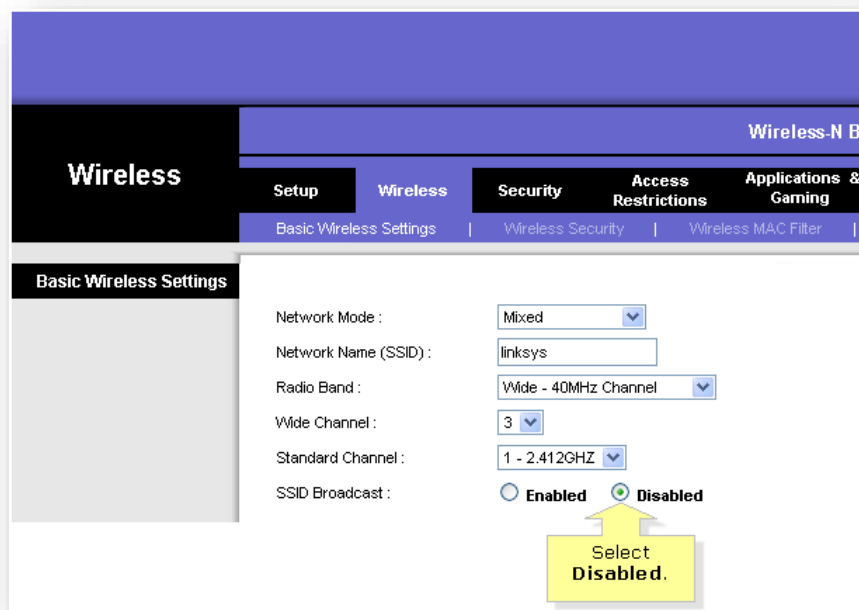 Wireless-N B
Wireless
Setup Wireless Security Access Restrictions Applications & Gaming
Basic Wireless Settings | Wireless Security | Wireless MAC Filter |
Basic Wireless Settings
Network Mode : Mixed
Network Name (SSID) : linksys
Radio Band : Wide - 40MHz Channel
Wide Channel : 3
Standard Channel : 1 - 2.412GHZ
SSID Broadcast : Enabled Disabled
Select
Disabled.